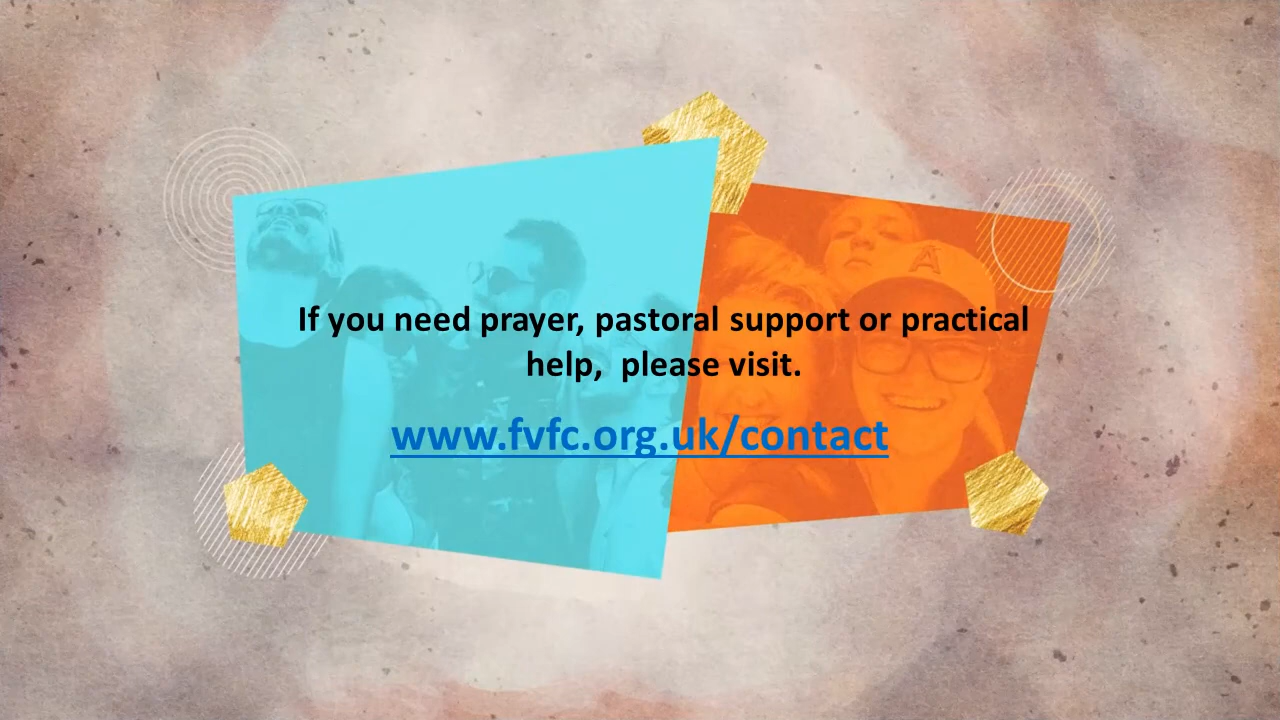 If you need prayer, pastoral support or practical
help,  please visit.
www.fvfc.org.uk/contact
A